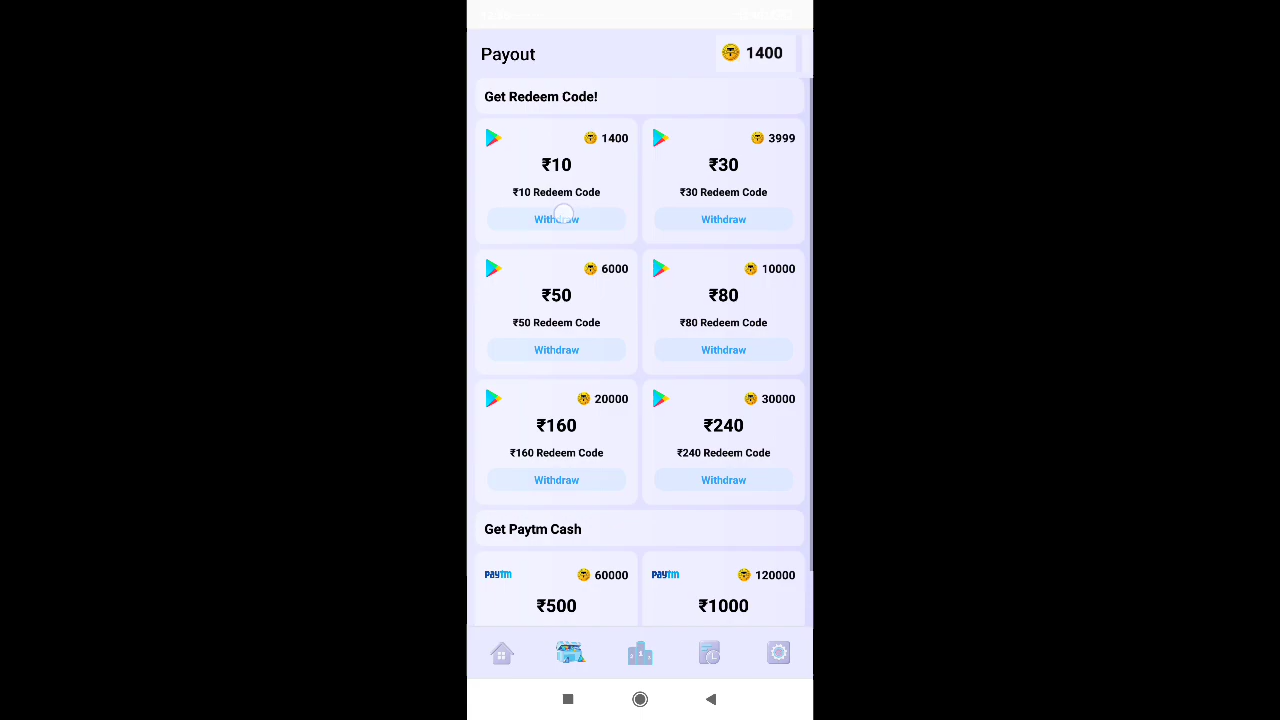 Payout
1400
Get Redeem Code!
1400
3999
₹10
₹30
₹10 Redeem Code
₹30 Redeem Code
Withdraw
Withdraw
6000
10000
₹50
₹80
₹50 Redeem Code
₹80 Redeem Code
Withdraw
Withdraw
20000
30000
₹160
₹240
₹160 Redeem Code
₹240 Redeem Code
Withdraw
Withdraw
Get Paytm Cash
paytm
60000
paytm
120000
₹500
₹1000